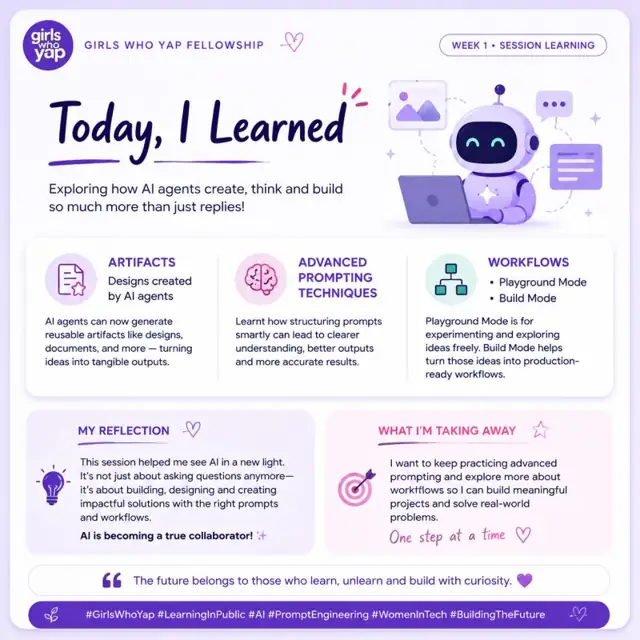 girls
who
yap
GIRLS WHO YAP FELLOWSHIP
WEEK 1 • SESSION LEARNING
Today, I Learned
Exploring how AI agents create, think and build
so much more than just replies!
ARTIFACTS
Designs created
by AI agents
AI agents can now generate
reusable artifacts like designs,
documents, and more — turning
ideas into tangible outputs.
ADVANCED
PROMPTING
TECHNIQUES
Learnt how structuring prompts
smartly can lead to clearer
understanding, better outputs
and more accurate results.
WORKFLOWS
• Playground Mode
• Build Mode
Playground Mode is for
experimenting and exploring
ideas freely. Build Mode helps
turn those ideas into production-
ready workflows.
MY REFLECTION
This session helped me see AI in a new light.
It's not just about asking questions anymore—
it's about building, designing and creating
impactful solutions with the right prompts
and workflows.
AI is becoming a true collaborator!
WHAT I'M TAKING AWAY
I want to keep practicing advanced
prompting and explore more about
workfflows so I can build meaningful
projects and solve real-world
problems.
One step at a time
The future belongs to those who learn, unlearn and build with curiosity. 💜
#GirlsWhoYap #LearningInPublic #AI #PromptEngineering #WomenInTech #BuildingTheFuture